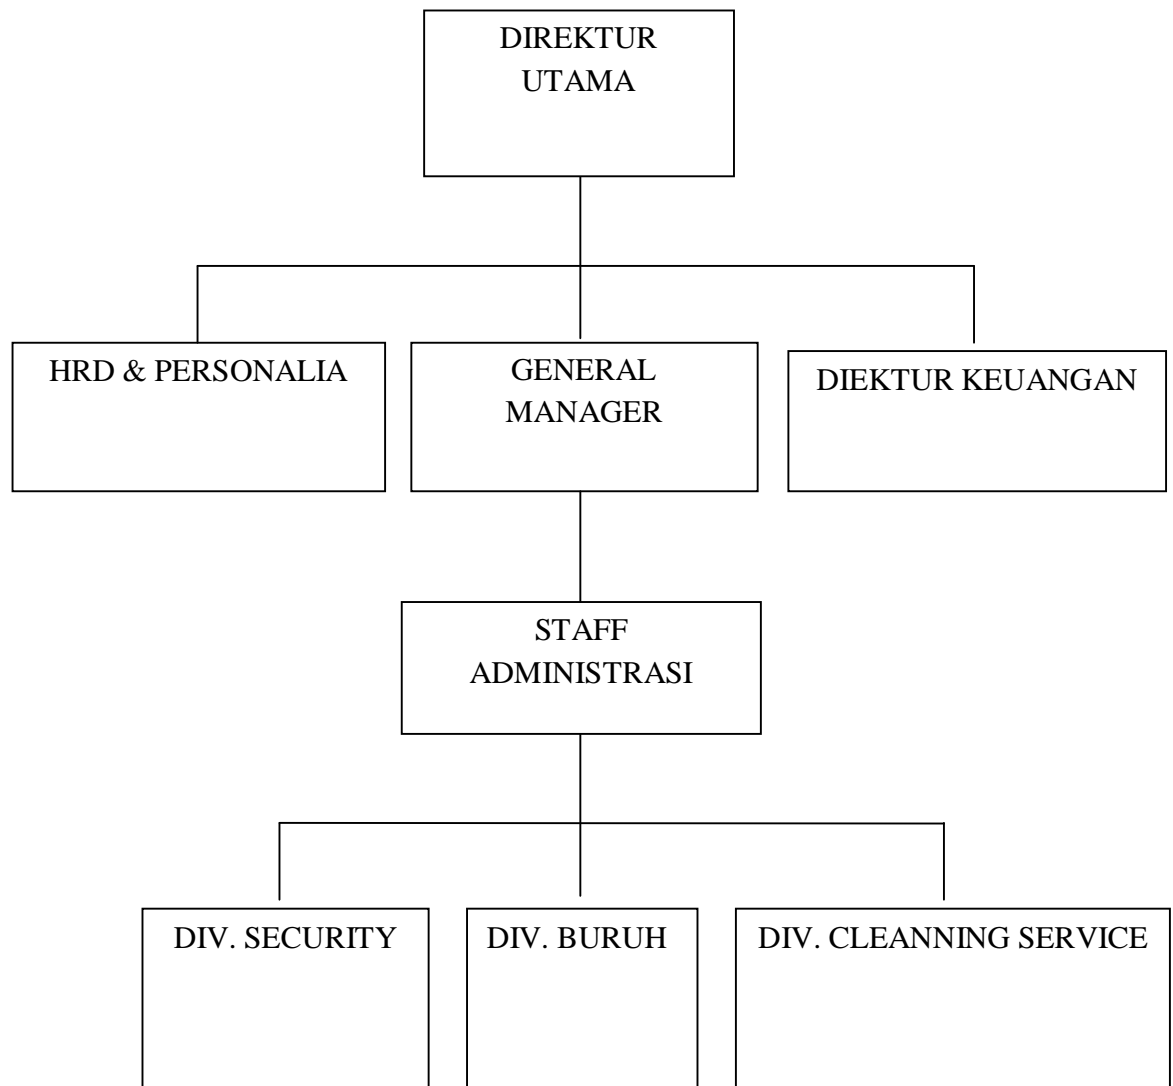 DIREKTUR
UTAMA
HRD & PERSONALIA
GENERAL
MANAGER
DIEKTUR KEUANGAN
STAFF
ADMINISTRASI
DIV. SECURITY
DIV. BURUH
DIV. CLEANNING SERVICE